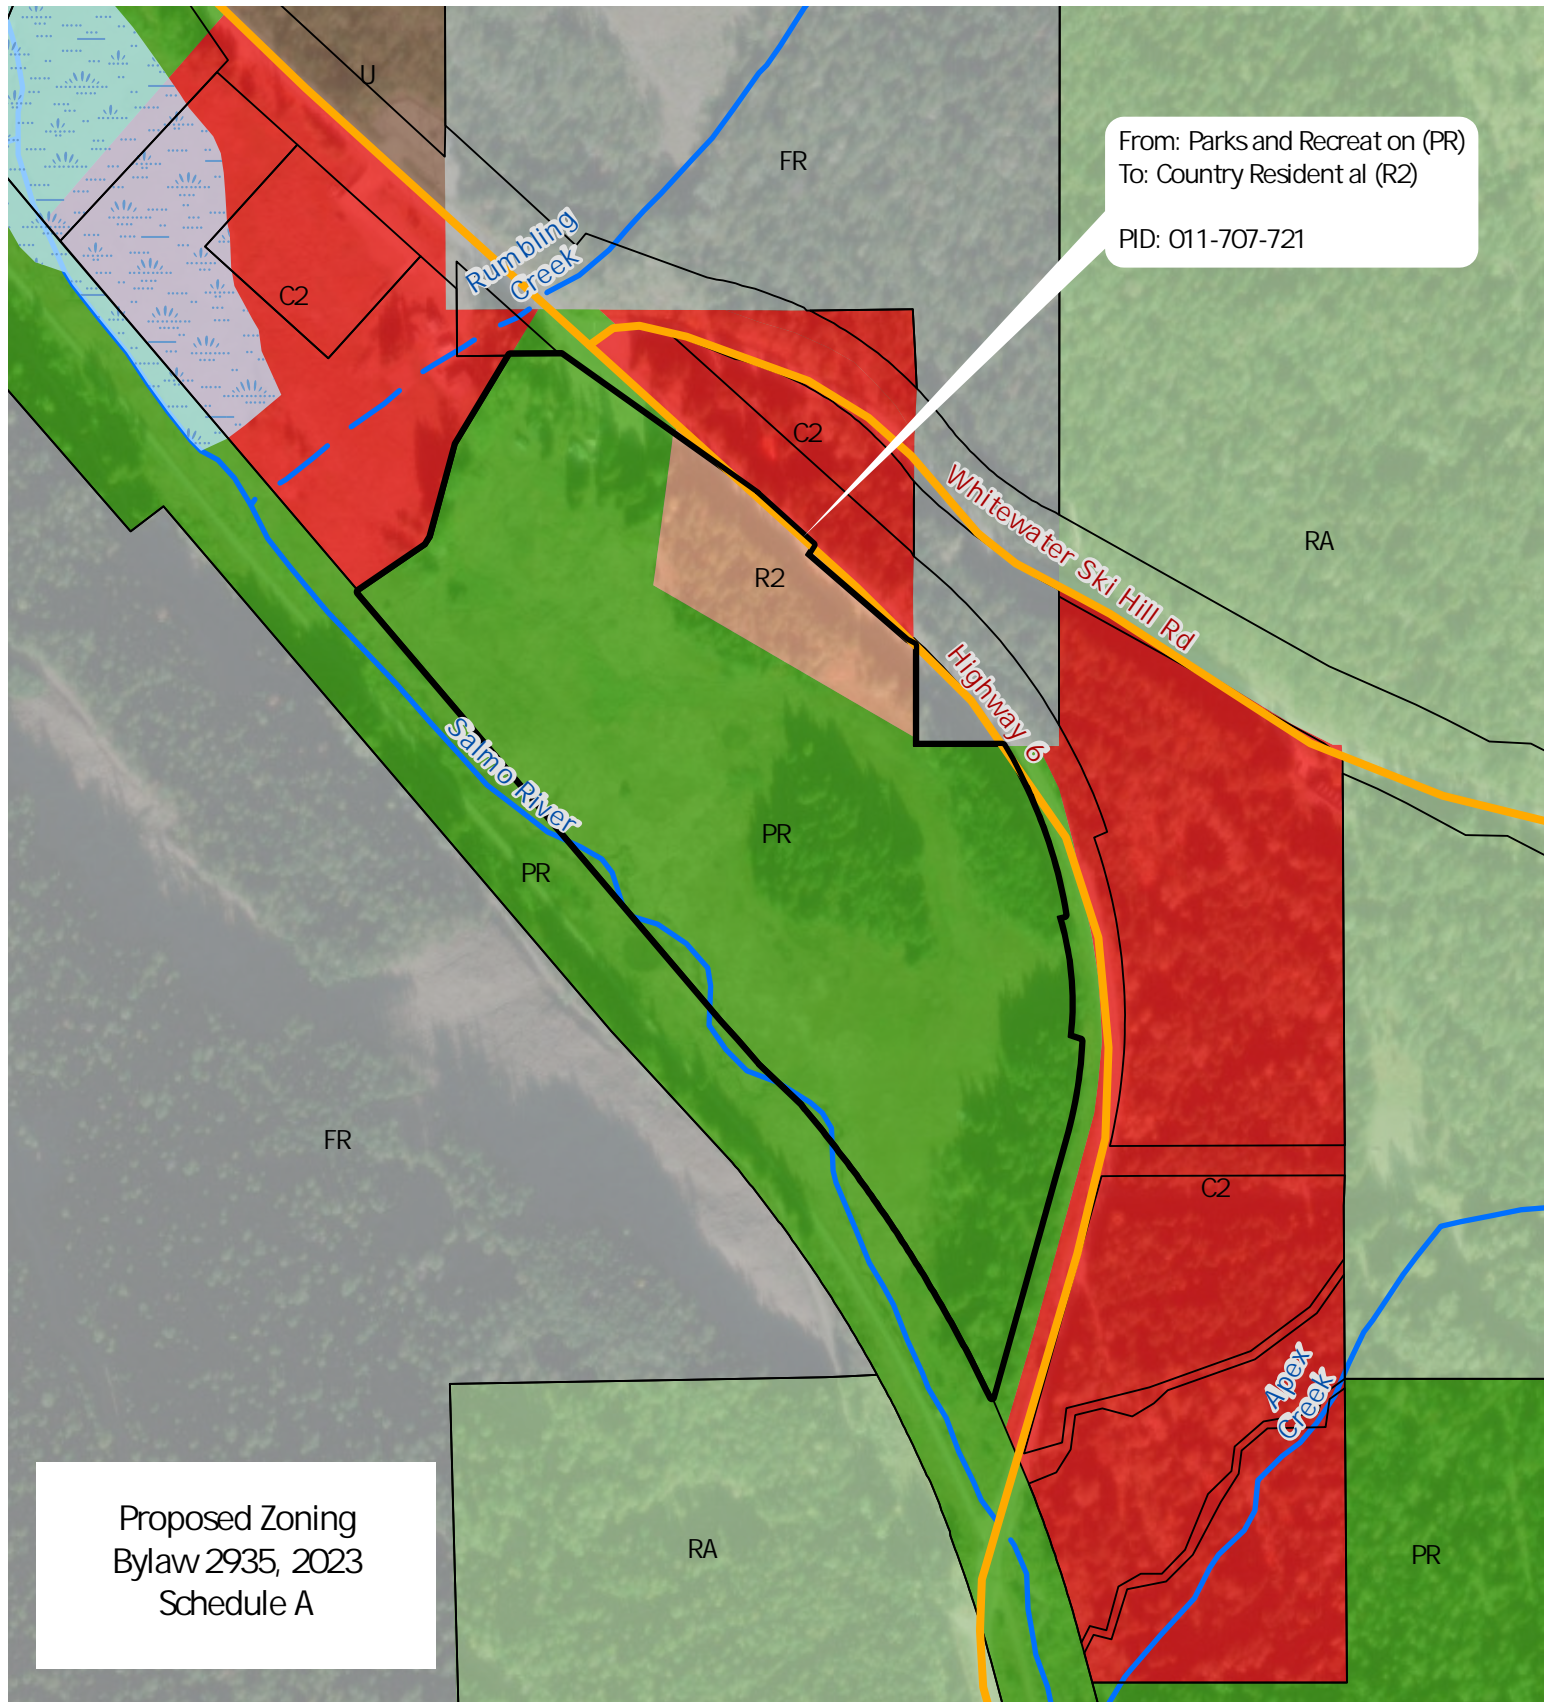 U
FR
From: Parks and Recreat on (PR)
To: Country Resident al (R2)
PID: 011-707-721
Rumbling
Creek
C2
C2
Whitewater Ski Hill Rd
RA
R2
Highway 6
Salmo River
PR
PR
FR
C2
Apex
Creek
Proposed Zoning
Bylaw 2935, 2023
Schedule A
RA
PR